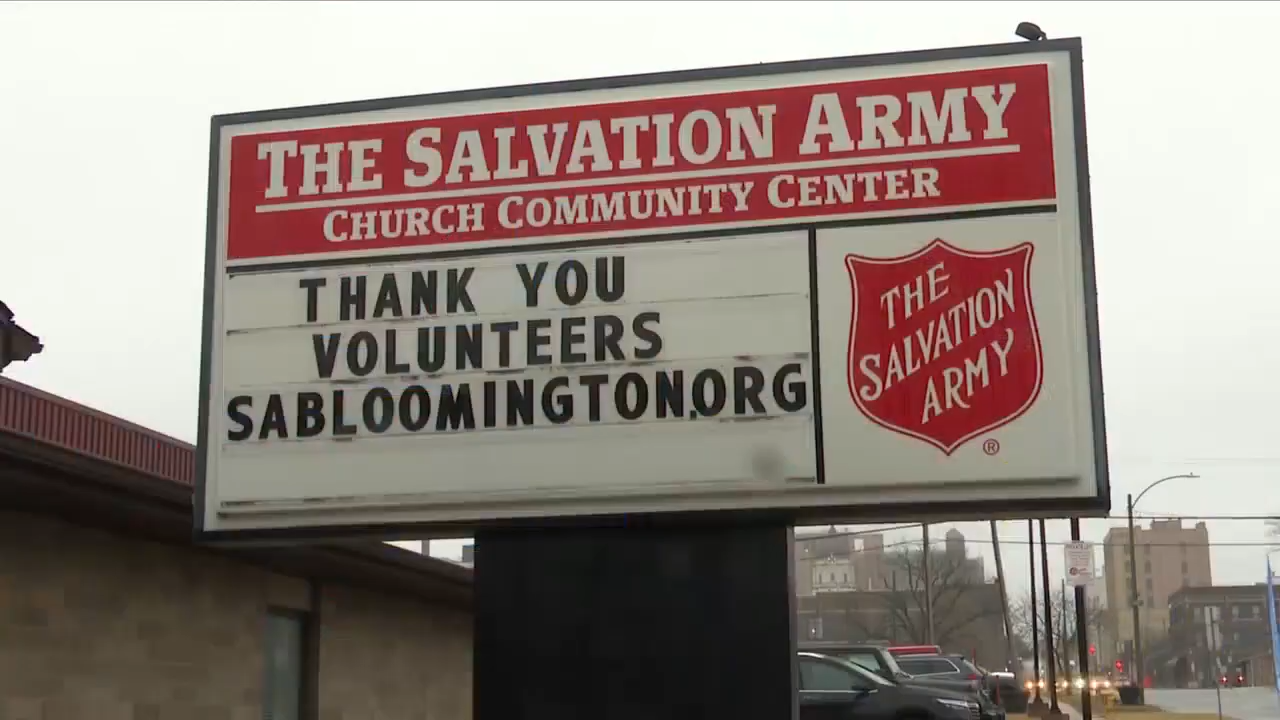 THE SALVATION ARMY
CHURCH COMMUNITY CENTER
THANK YOU
VOLUNTEERS
SABLOOMINGTON.ORG
THE
SALVATION
ARMY
®